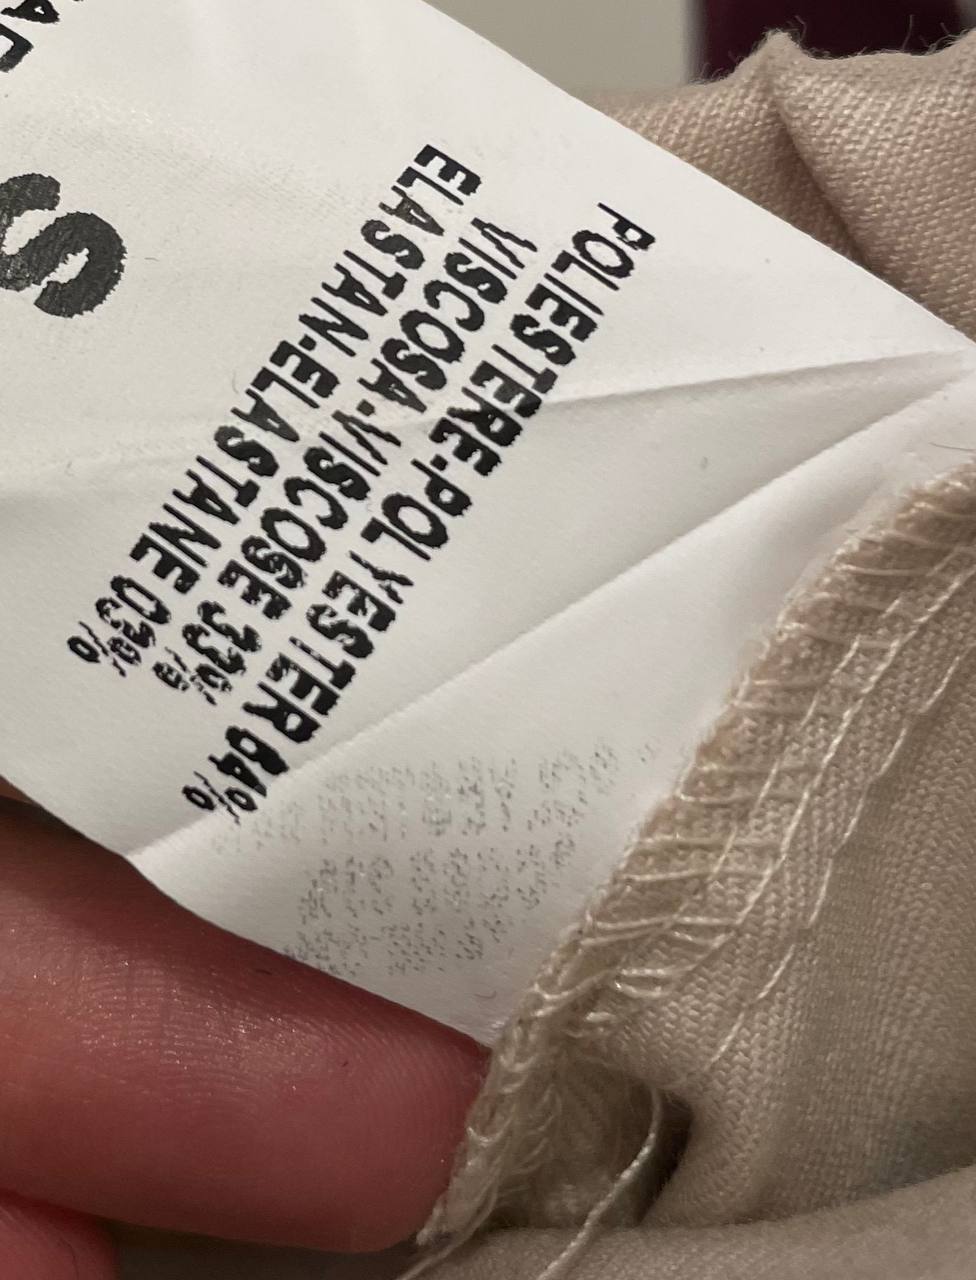 S
POLIESTERE-POLYESTER 64%
VISCOSA-VISCOSE 33%
ELASTAN-ELASTANE 03%